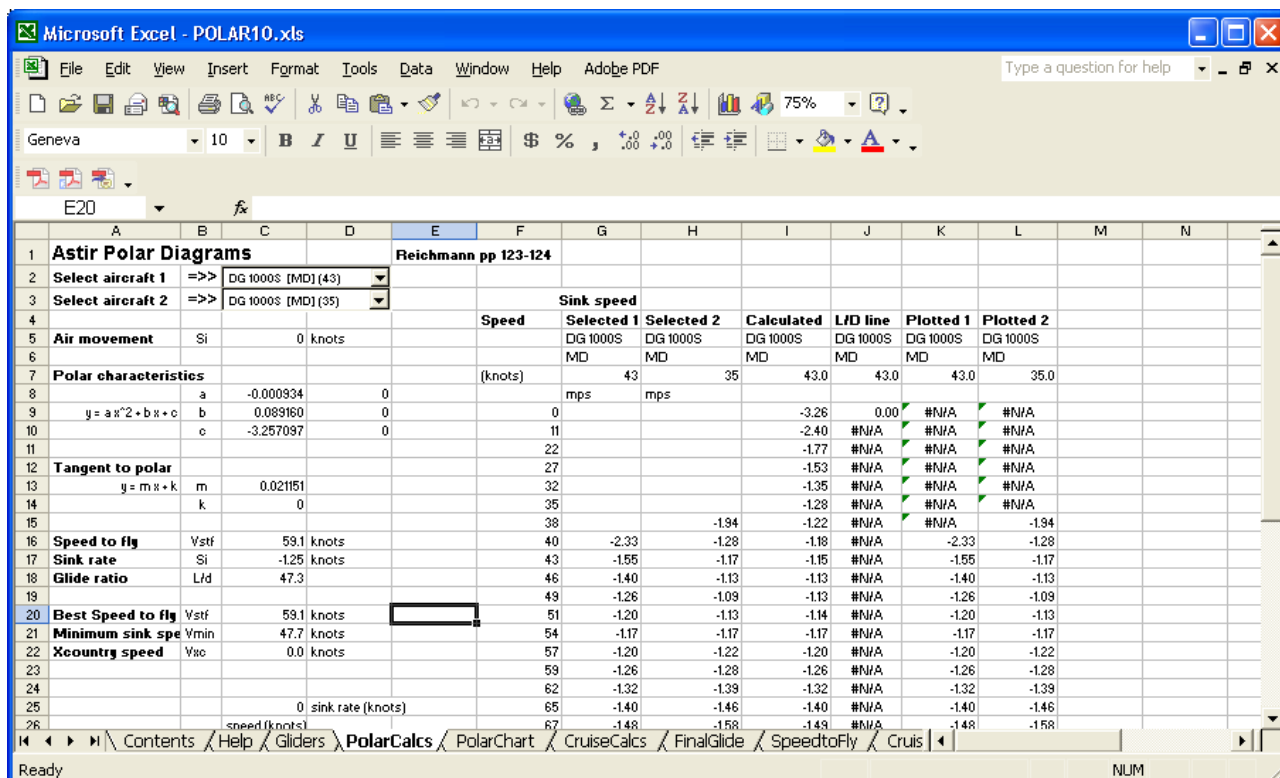 Microsoft Excel - POLAR10.xls
File Edit View Insert Format Tools Data Window Help Adobe PDF Type a question for help
75%
Geneva 10 B I U $ % ,
E20 fx
A B C D E F G H I J K L M N
1 Astir Polar Diagrams Reichmann pp 123-124
2 Select aircraft 1 =>> DG 1000S [MD] (43)
3 Select aircraft 2 =>> DG 1000S [MD] (35) Sink speed
4 Speed Selected 1 Selected 2 Calculated L/D line Plotted 1 Plotted 2
5 Air movement Si 0 knots DG 1000S DG 1000S DG 1000S DG 1000S DG 1000S DG 1000S
6 MD MD MD MD MD MD
7 Polar characteristics (knots) 43 35 43.0 43.0 43.0 35.0
8 a -0.000934 0 mps mps
9 y = a x^2 + b x + c b 0.089160 0 0 -3.26 0.00 #N/A #N/A
10 c -3.257097 0 11 -2.40 #N/A #N/A #N/A
11 22 -1.77 #N/A #N/A #N/A
12 Tangent to polar 27 -1.53 #N/A #N/A #N/A
13 y = m x + k m 0.021151 32 -1.35 #N/A #N/A #N/A
14 k 0 35 -1.28 #N/A #N/A #N/A
15 38 -1.94 -1.22 #N/A #N/A -1.94
16 Speed to fly Vstf 59.1 knots 40 -2.33 -1.28 -1.18 #N/A -2.33 -1.28
17 Sink rate Si -1.25 knots 43 -1.55 -1.17 -1.15 #N/A -1.55 -1.17
18 Glide ratio L/d 47.3 46 -1.40 -1.13 -1.13 #N/A -1.40 -1.13
19 49 -1.26 -1.09 -1.13 #N/A -1.26 -1.09
20 Best Speed to fly Vstf 59.1 knots 51 -1.20 -1.13 -1.14 #N/A -1.20 -1.13
21 Minimum sink spe Vmin 47.7 knots 54 -1.17 -1.17 -1.17 #N/A -1.17 -1.17
22 Xcountry speed Vxc 0.0 knots 57 -1.20 -1.22 -1.20 #N/A -1.20 -1.22
23 59 -1.26 -1.28 -1.26 #N/A -1.26 -1.28
24 62 -1.32 -1.39 -1.32 #N/A -1.32 -1.39
25 0 sink rate (knots) 65 -1.40 -1.46 -1.40 #N/A -1.40 -1.46
26 speed (knots) 67 -1.48 -1.58 -1.49 #N/A -1.48 -1.58
Contents Help Gliders PolarCalcs PolarChart CruiseCalcs FinalGlide SpeedtoFly Cruis
Ready NUM